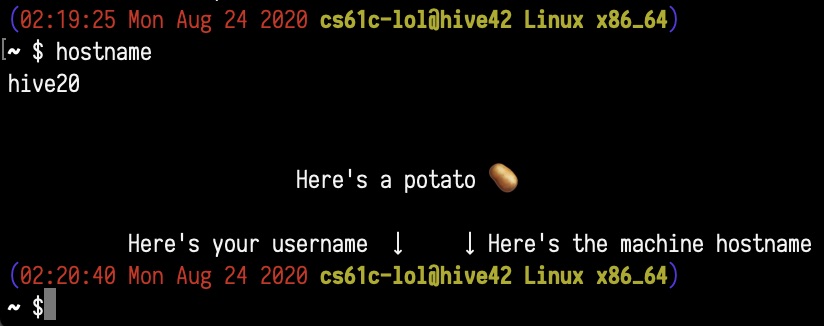 (02:19:25 Mon Aug 24 2020 cs61c-lol@hive42 Linux x86_64)
[~ $ hostname
hive20
Here's a potato 🥔
Here's your username ↓ ↓ Here's the machine hostname
(02:20:40 Mon Aug 24 2020 cs61c-lol@hive42 Linux x86_64)
~ $